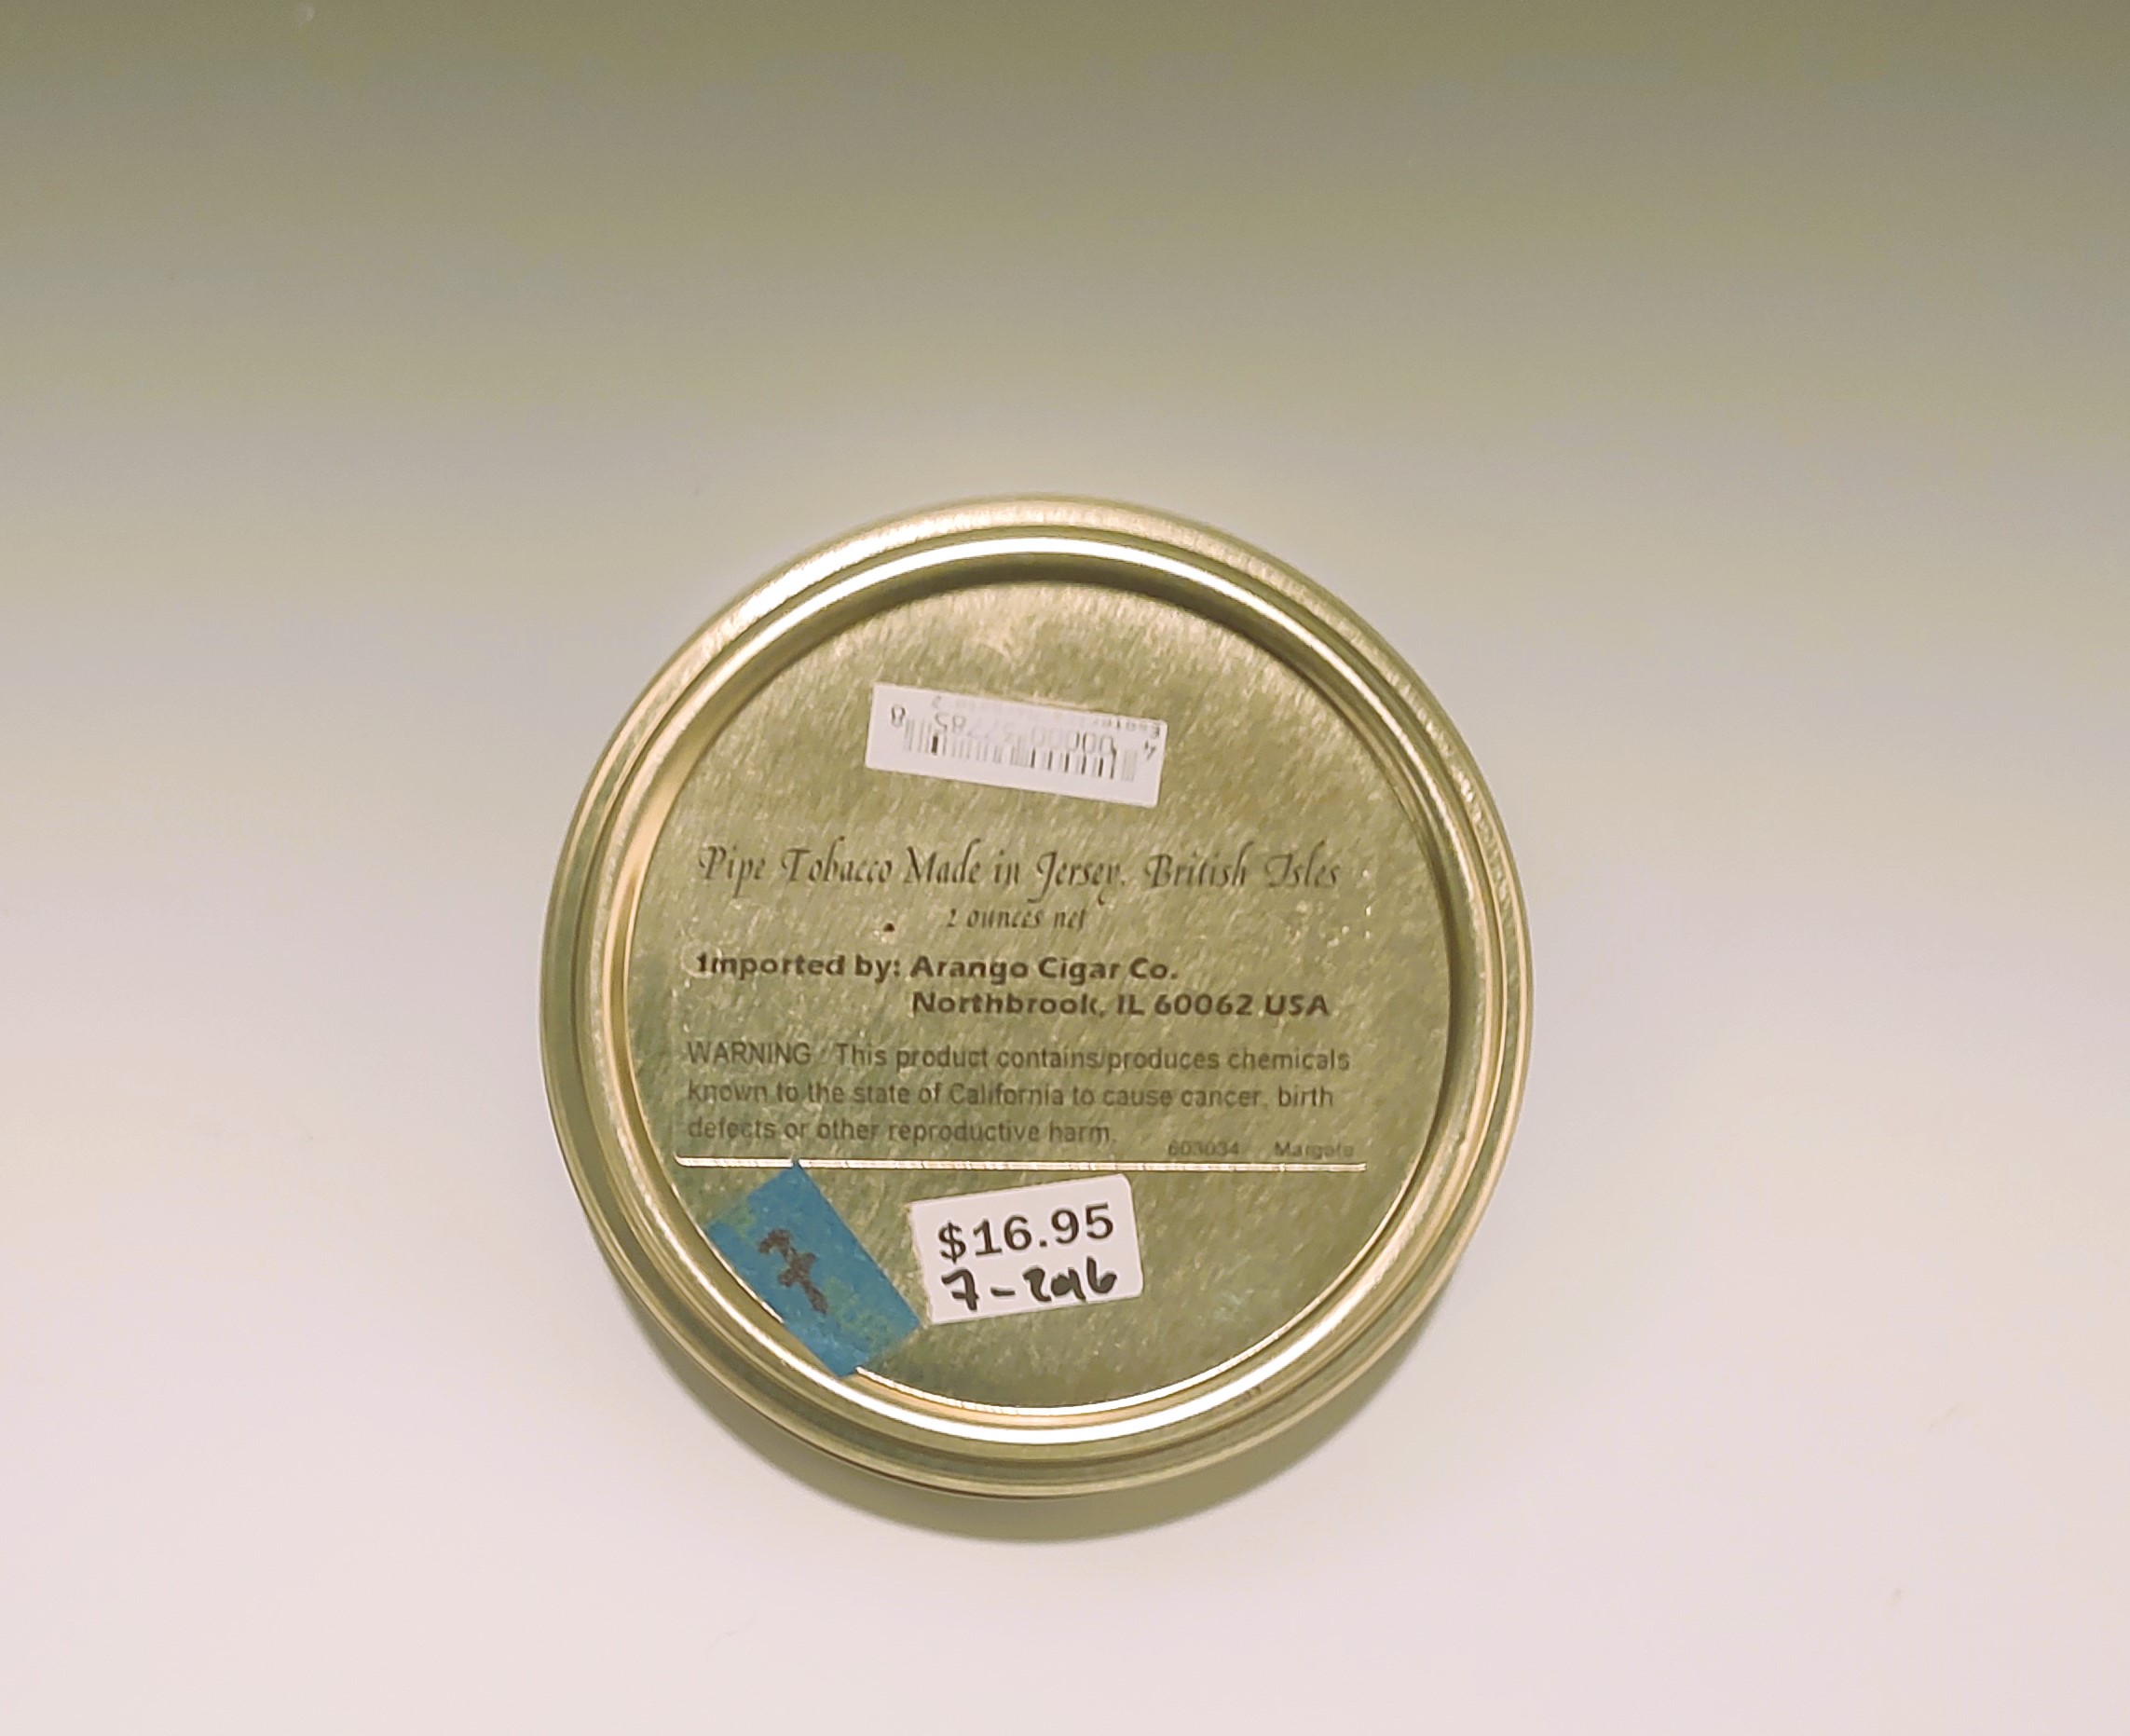 8
4
Pipe Tobacco Made in Jersey, British Isles
2 ounces net
Imported by: Arango Cigar Co.
Northbrook, IL 60062 USA
WARNING: This product contains/produces chemicals
known to the state of California to cause cancer, birth
defects or other reproductive harm.
603034 Margate
$16.95
7-2016